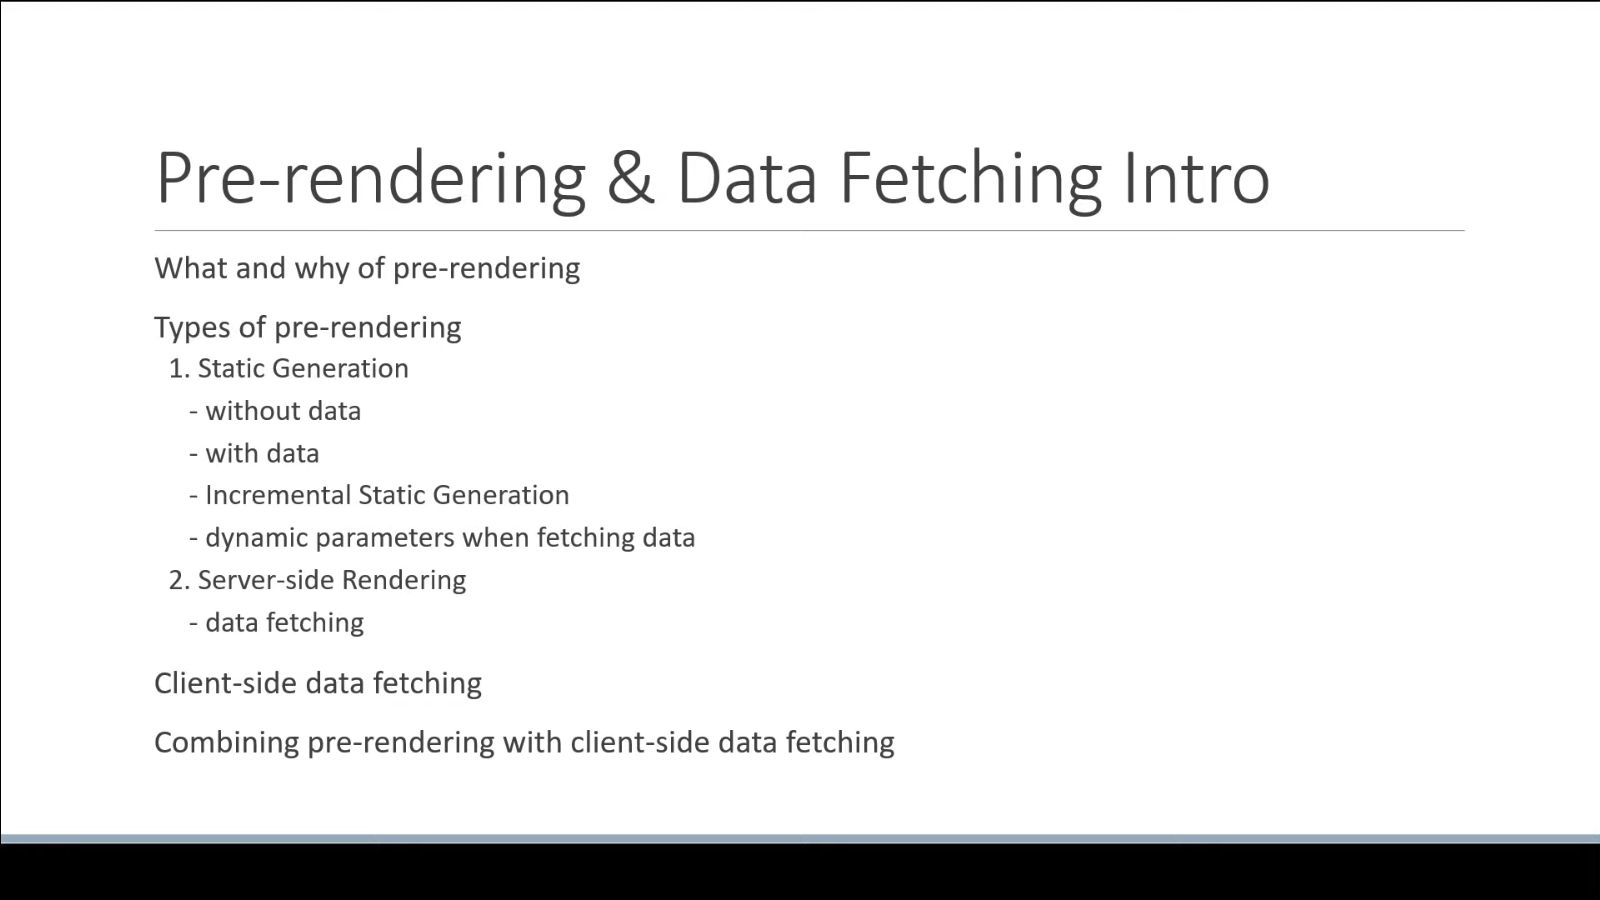 Pre-rendering & Data Fetching Intro
What and why of pre-rendering
Types of pre-rendering
1. Static Generation
- without data
- with data
- Incremental Static Generation
- dynamic parameters when fetching data
2. Server-side Rendering
- data fetching
Client-side data fetching
Combining pre-rendering with client-side data fetching